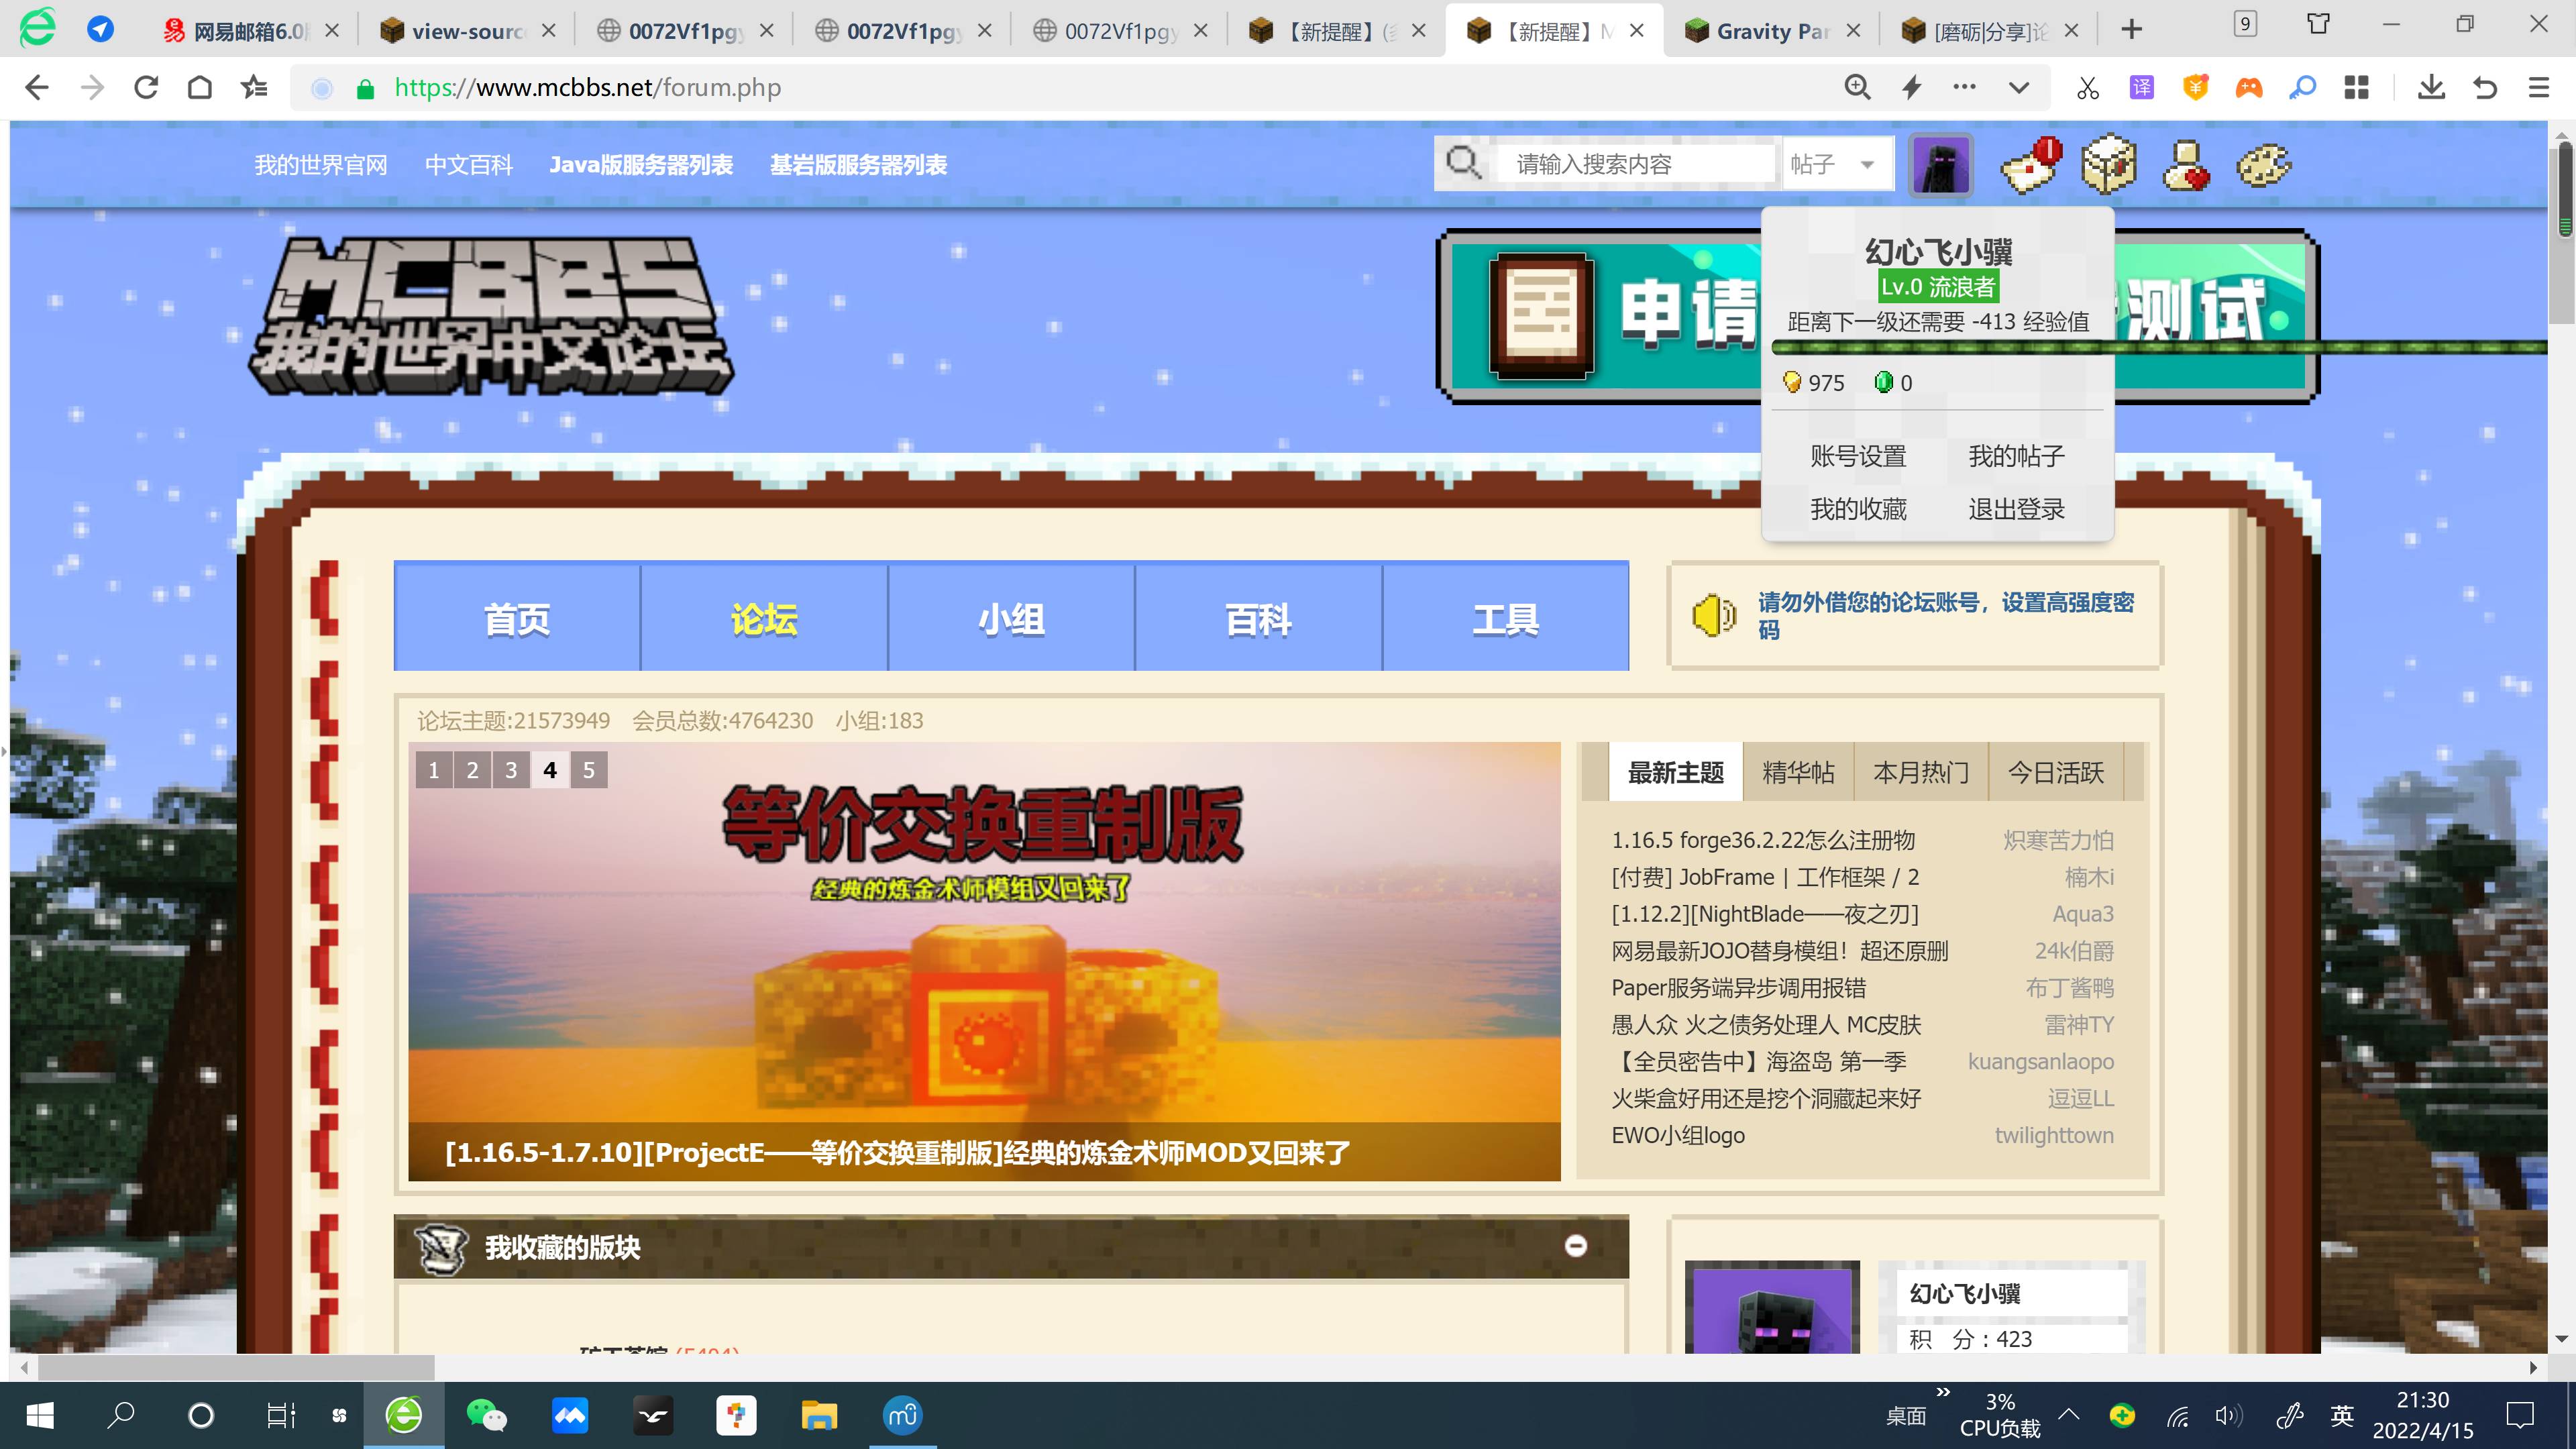 网易邮箱6.0
view-sourc
0072Vf1pgy
0072Vf1pgy
0072Vf1pgy
【新提醒】
【新提醒】M
Gravity Par
[磨砺|分享]论
9
https://www.mcbbs.net/forum.php
译
我的世界官网 中文百科 Java版服务器列表 基岩版服务器列表
请输入搜索内容 帖子
MCBBS
我的世界中文论坛
申请
测试
幻心飞小骥
Lv.0 流浪者
距离下一级还需要 -413 经验值
975 0
账号设置 我的帖子
我的收藏 退出登录
首页 论坛 小组 百科 工具
请勿外借您的论坛账号，设置高强度密
码
论坛主题:21573949 会员总数:4764230 小组:183
1 2 3 4 5
等价交换重制版
经典的炼金术师模组又回来了
[1.16.5-1.7.10][ProjectE——等价交换重制版]经典的炼金术师MOD又回来了
最新主题 精华帖 本月热门 今日活跃
1.16.5 forge36.2.22怎么注册物 炽寒苦力怕
[付费] JobFrame | 工作框架 / 2 楠木i
[1.12.2][NightBlade——夜之刃] Aqua3
网易最新JOJO替身模组！超还原删 24k伯爵
Paper服务端异步调用报错 布丁酱鸭
愚人众 火之债务处理人 MC皮肤 雷神TY
【全员密告中】海盗岛 第一季 kuangsanlaopo
火柴盒好用还是挖个洞藏起来好 逗逗LL
EWO小组logo twilighttown
我收藏的版块
幻心飞小骥
积 分：423
桌面
3%
CPU负载
英
21:30
2022/4/15